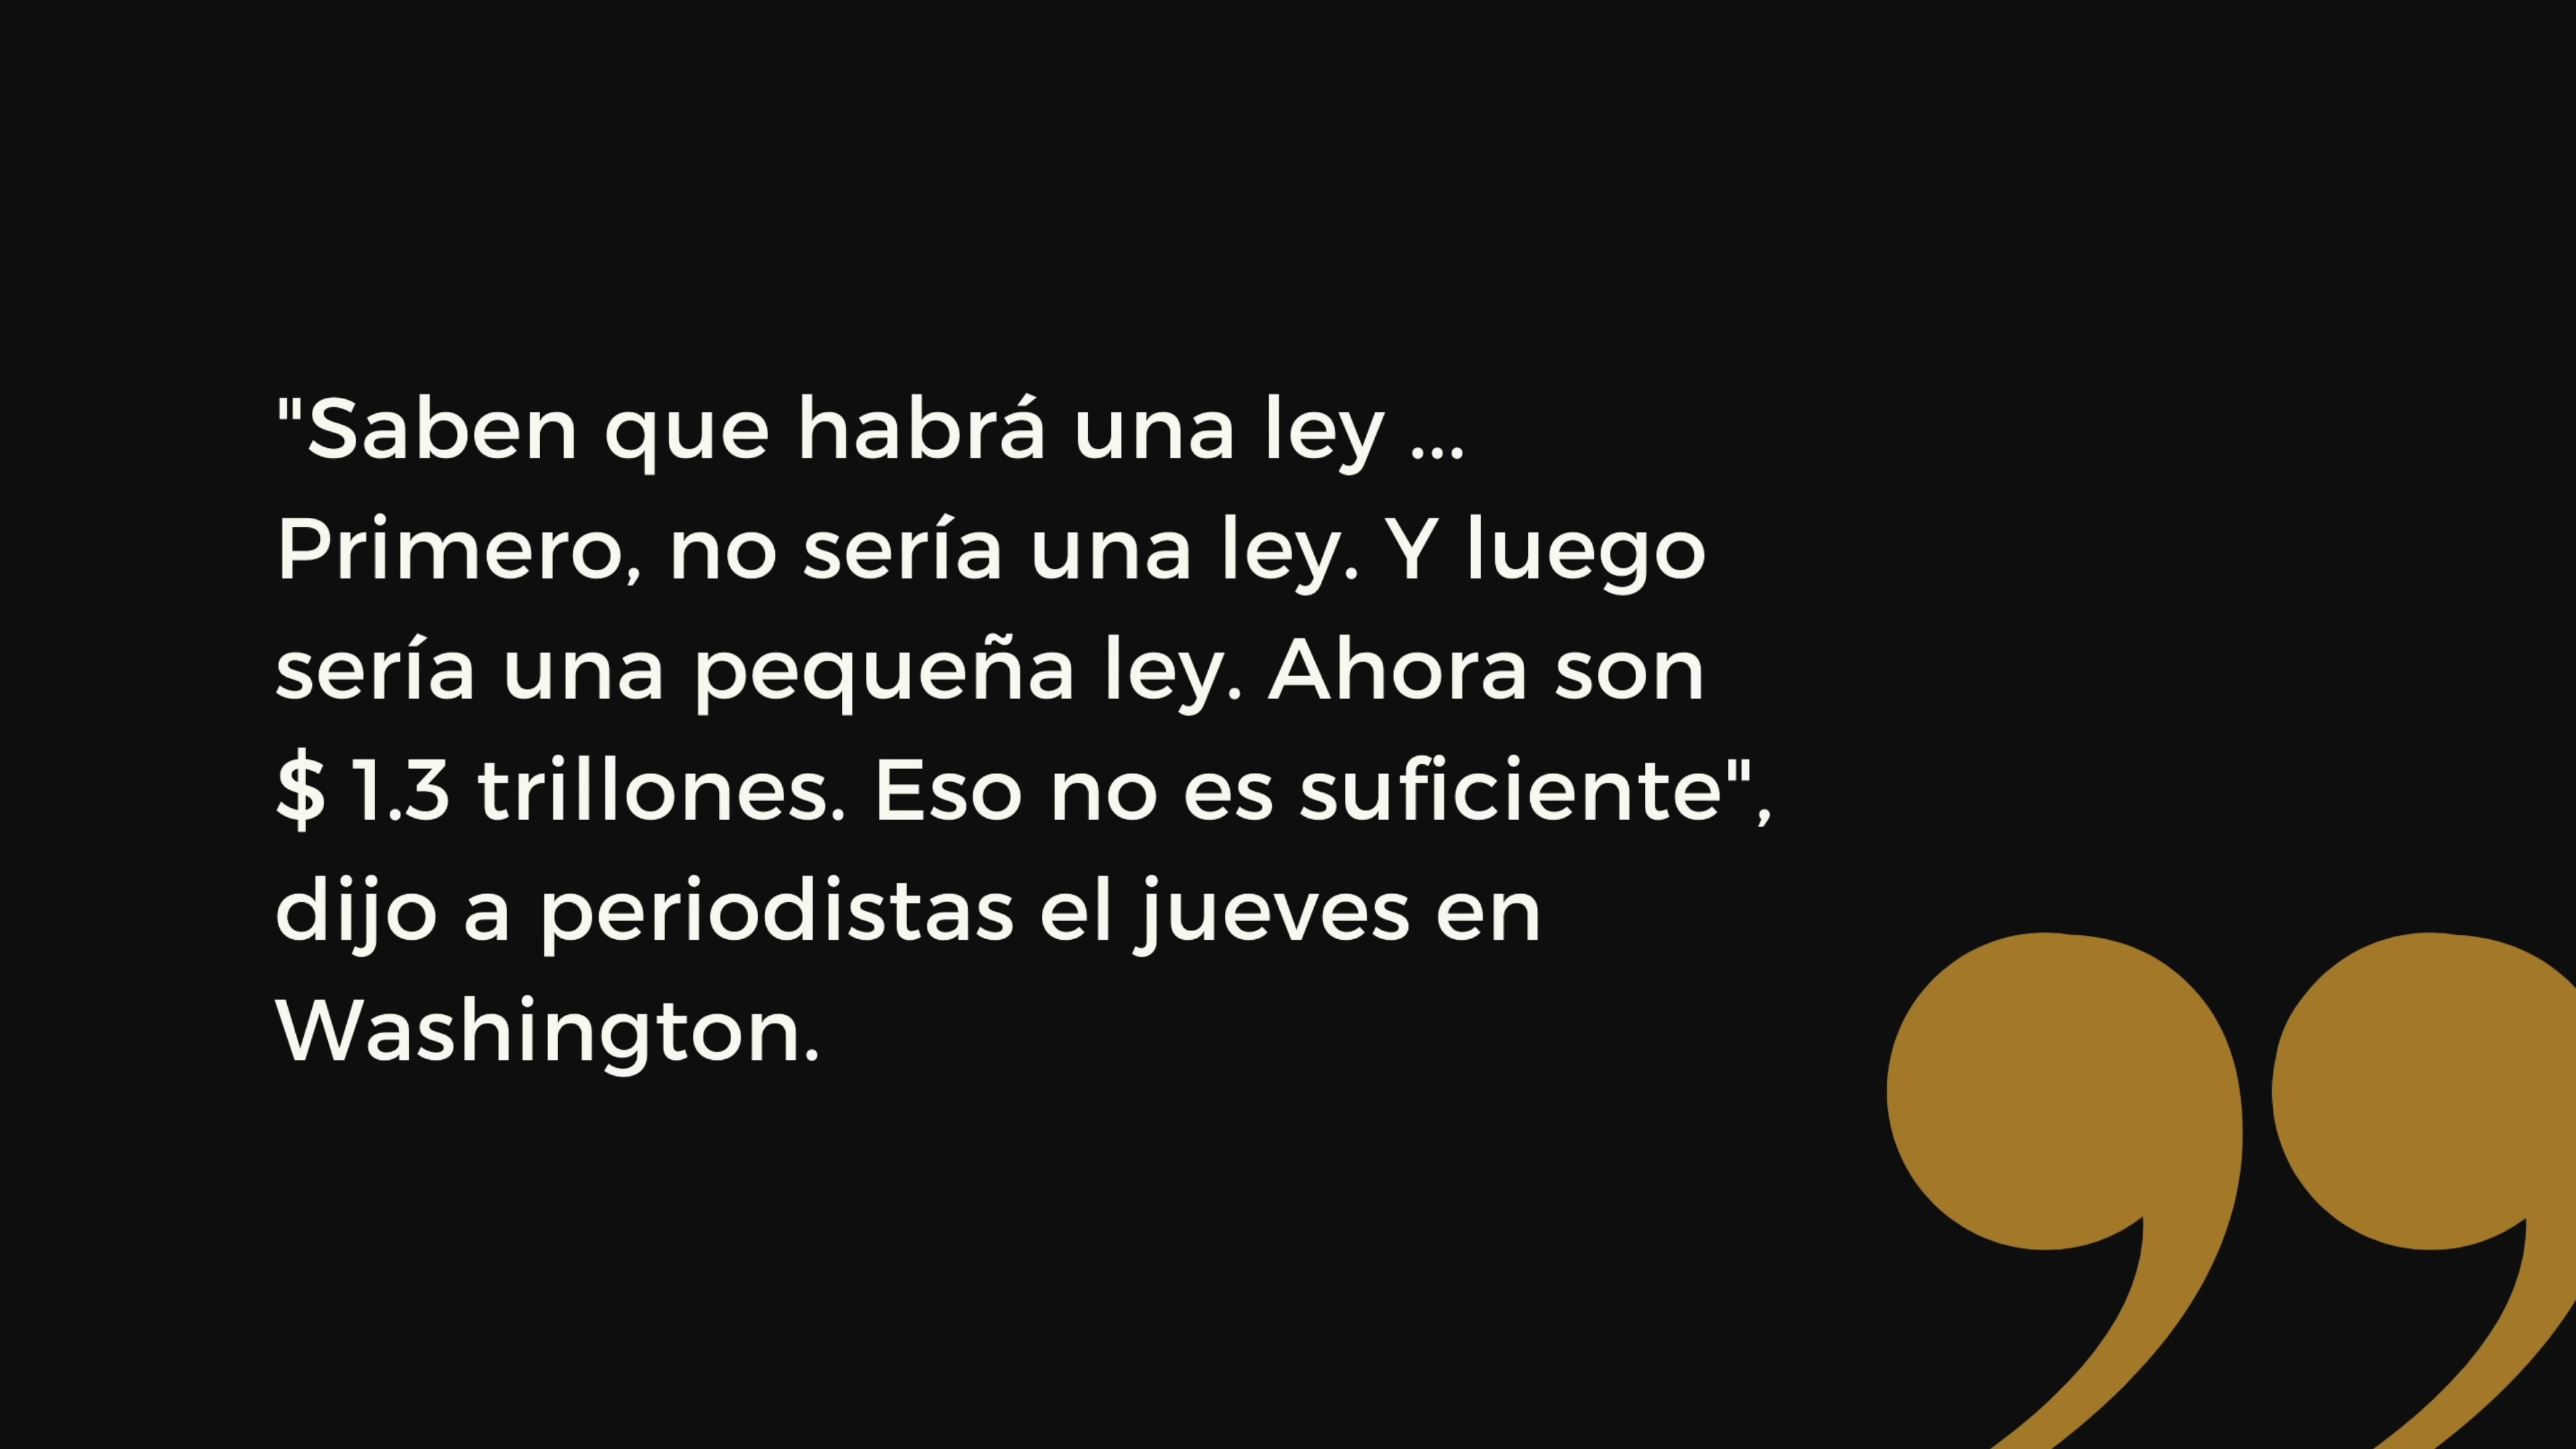 "Saben que habrá una ley ...
Primero, no sería una ley. Y luego
sería una pequeña ley. Ahora son
$ 1.3 trillones. Eso no es suficiente",
dijo a periodistas el jueves en
Washington.